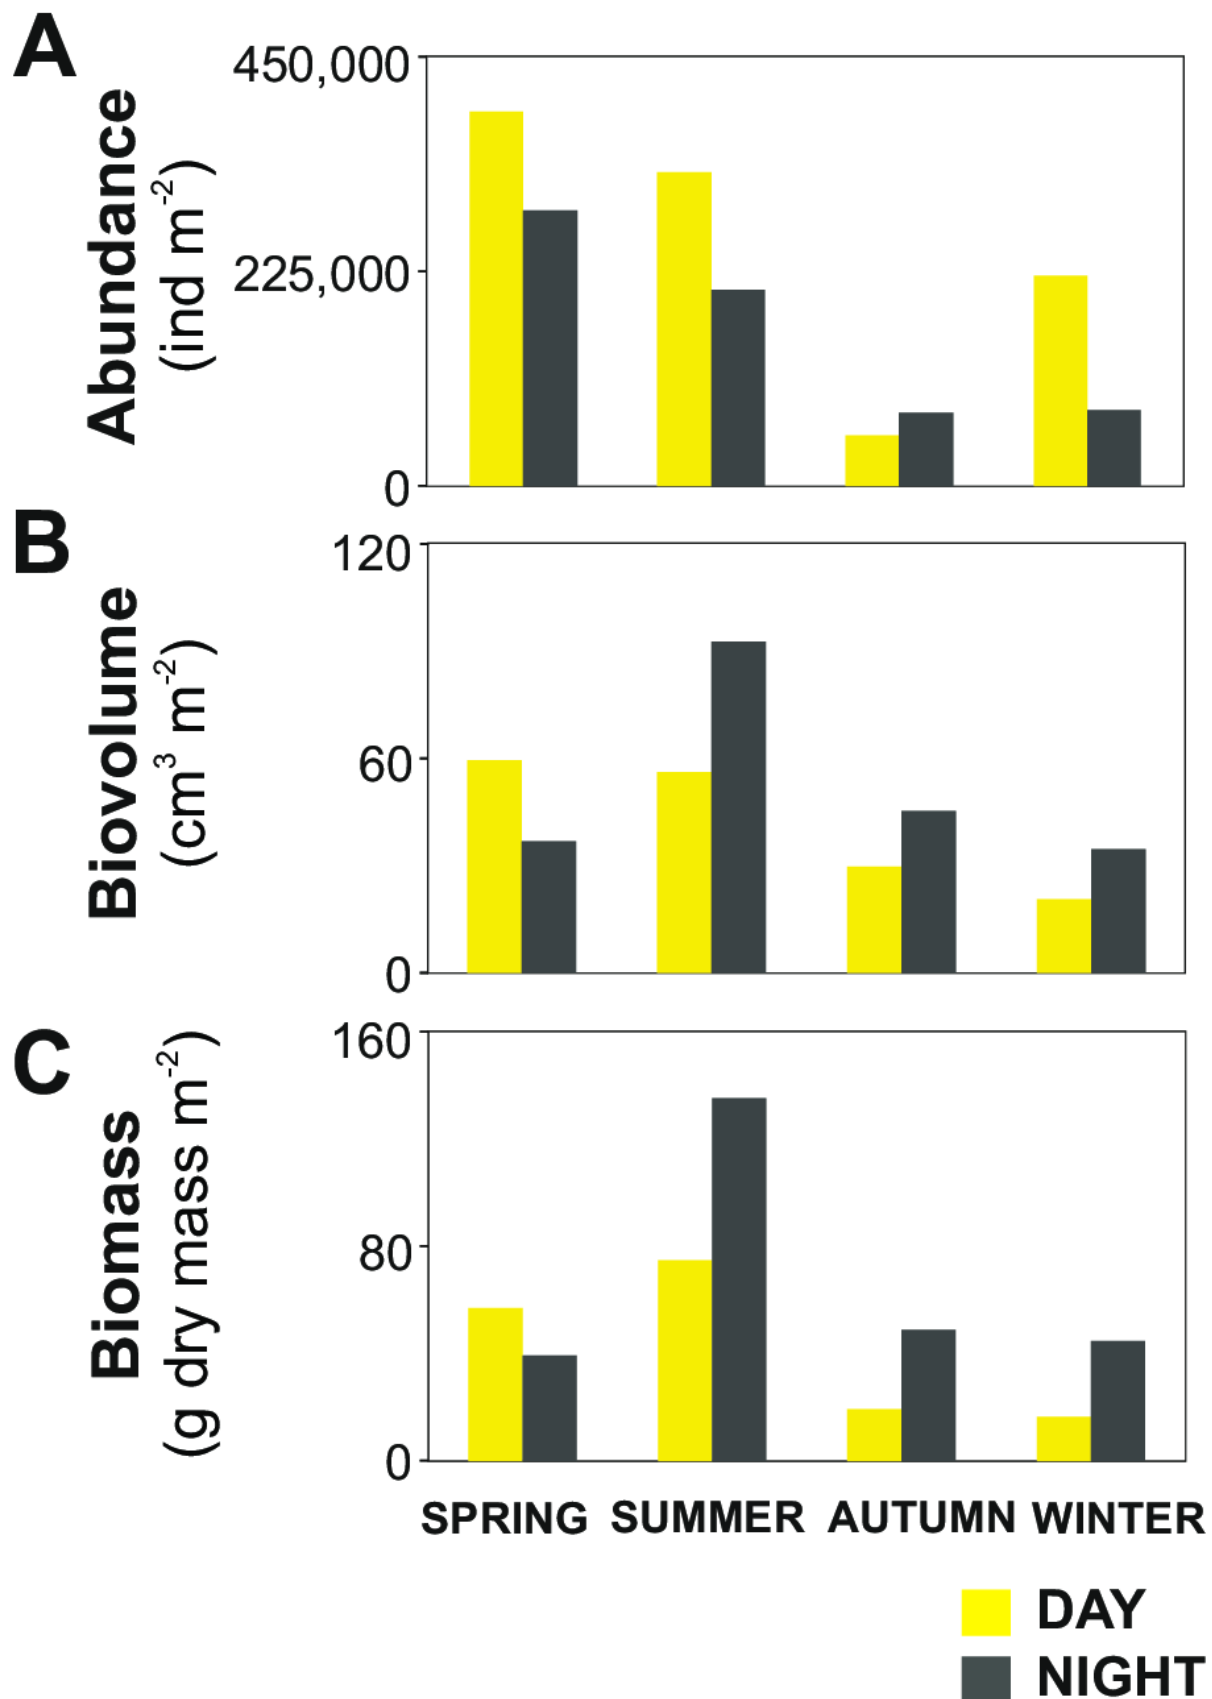 A
Abundance
(ind m⁻²)
450,000
225,000
0
B
Biovolume
(cm³ m⁻²)
120
60
0
C
Biomass
(g dry mass m⁻²)
160
80
0
SPRING SUMMER AUTUMN WINTER
DAY
NIGHT